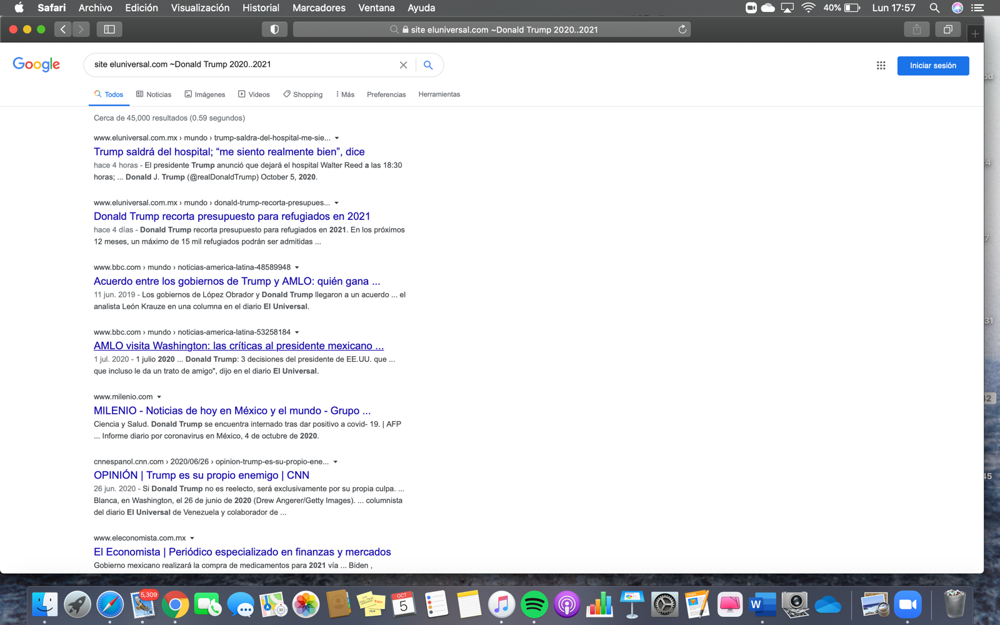 Safari Archivo Edición Visualización Historial Marcadores Ventana Ayuda 40% Lun 17:57
site eluniversal.com ~Donald Trump 2020..2021
Google site eluniversal.com ~Donald Trump 2020..2021 Iniciar sesión
Todos Noticias Imágenes Videos Shopping Más Preferencias Herramientas
Cerca de 45,000 resultados (0.59 segundos)
www.eluniversal.com.mx › mundo › trump-saldra-del-hospital-me-sie...
Trump saldrá del hospital; “me siento realmente bien”, dice
hace 4 horas - El presidente Trump anunció que dejará el hospital Walter Reed a las 18:30
horas; ... Donald J. Trump (@realDonaldTrump) October 5, 2020.
www.eluniversal.com.mx › mundo › donald-trump-recorta-presupues...
Donald Trump recorta presupuesto para refugiados en 2021
hace 4 días - Donald Trump recorta presupuesto para refugiados en 2021. En los próximos
12 meses, un máximo de 15 mil refugiados podrán ser admitidas ...
www.bbc.com › mundo › noticias-america-latina-48589948
Acuerdo entre los gobiernos de Trump y AMLO: quién gana ...
11 jun. 2019 - Los gobiernos de López Obrador y Donald Trump llegaron a un acuerdo ... el
analista León Krauze en una columna en el diario El Universal.
www.bbc.com › mundo › noticias-america-latina-53258184
AMLO visita Washington: las críticas al presidente mexicano ...
1 jul. 2020 - 1 julio 2020 ... Donald Trump: 3 decisiones del presidente de EE.UU. que ...
que incluso le da un trato de amigo", dijo en el diario El Universal.
www.milenio.com
MILENIO - Noticias de hoy en México y el mundo - Grupo ...
Ciencia y Salud. Donald Trump se encuentra internado tras dar positivo a covid- 19. | AFP
... Informe diario por coronavirus en México, 4 de octubre de 2020.
cnnespanol.cnn.com › 2020/06/26 › opinion-trump-es-su-propio-ene...
OPINIÓN | Trump es su propio enemigo | CNN
26 jun. 2020 - Si Donald Trump no es reelecto, será exclusivamente por su propia culpa. ...
Blanca, en Washington, el 26 de junio de 2020 (Drew Angerer/Getty Images). ... columnista
del diario El Universal de Venezuela y colaborador de ...
www.eleconomista.com.mx
El Economista | Periódico especializado en finanzas y mercados
Gobierno mexicano realizará la compra de medicamentos para 2021 vía ... Biden ,
5,309
OCT
5
30
W